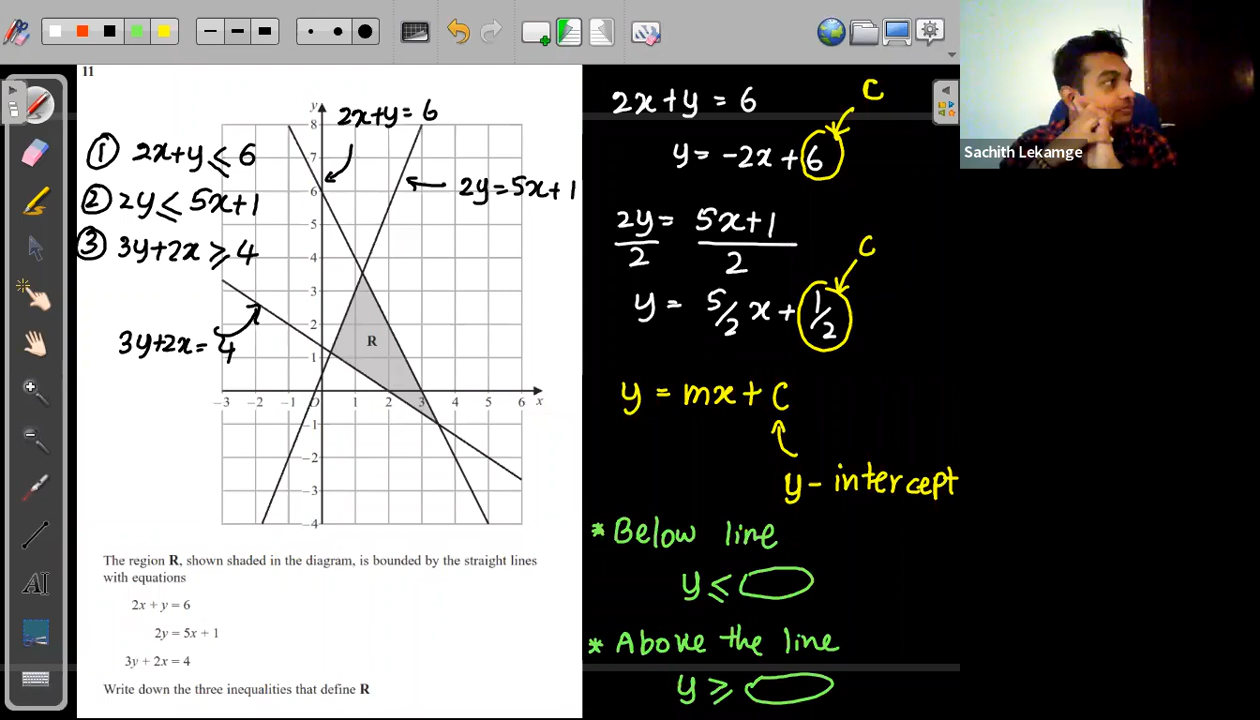 11
y
2x+y=6
8
① 2x+y ≤ 6
7
② 2y ≤ 5x+1
6
2y=5x+1
5
③ 3y+2x ≥ 4
4
3
2
3y+2x=4
R
1
-3 -2 -1 O 1 2 3 4 5 6 x
-1
-2
-3
-4
The region R, shown shaded in the diagram, is bounded by the straight lines
with equations
2x + y = 6
2y = 5x + 1
3y + 2x = 4
Write down the three inequalities that define R
2x+y = 6
C
y = -2x + 6
2y/2 = 5x+1/2
C
y = 5/2 x + 1/2
y = mx + C
y - intercept
* Below line
y ≤
* Above the line
y ≥
AI
Sachith Lekamge